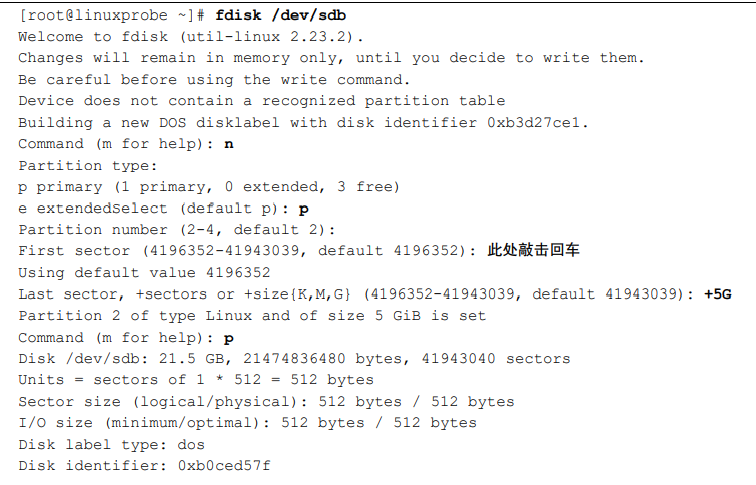 [root@linuxprobe ~]# fdisk /dev/sdb
Welcome to fdisk (util-linux 2.23.2).
Changes will remain in memory only, until you decide to write them.
Be careful before using the write command.
Device does not contain a recognized partition table
Building a new DOS disklabel with disk identifier 0xb3d27ce1.
Command (m for help): n
Partition type:
p primary (1 primary, 0 extended, 3 free)
e extendedSelect (default p): p
Partition number (2-4, default 2):
First sector (4196352-41943039, default 4196352): 此处敲击回车
Using default value 4196352
Last sector, +sectors or +size{K,M,G} (4196352-41943039, default 41943039): +5G
Partition 2 of type Linux and of size 5 GiB is set
Command (m for help): p
Disk /dev/sdb: 21.5 GB, 21474836480 bytes, 41943040 sectors
Units = sectors of 1 * 512 = 512 bytes
Sector size (logical/physical): 512 bytes / 512 bytes
I/O size (minimum/optimal): 512 bytes / 512 bytes
Disk label type: dos
Disk identifier: 0xb0ced57f